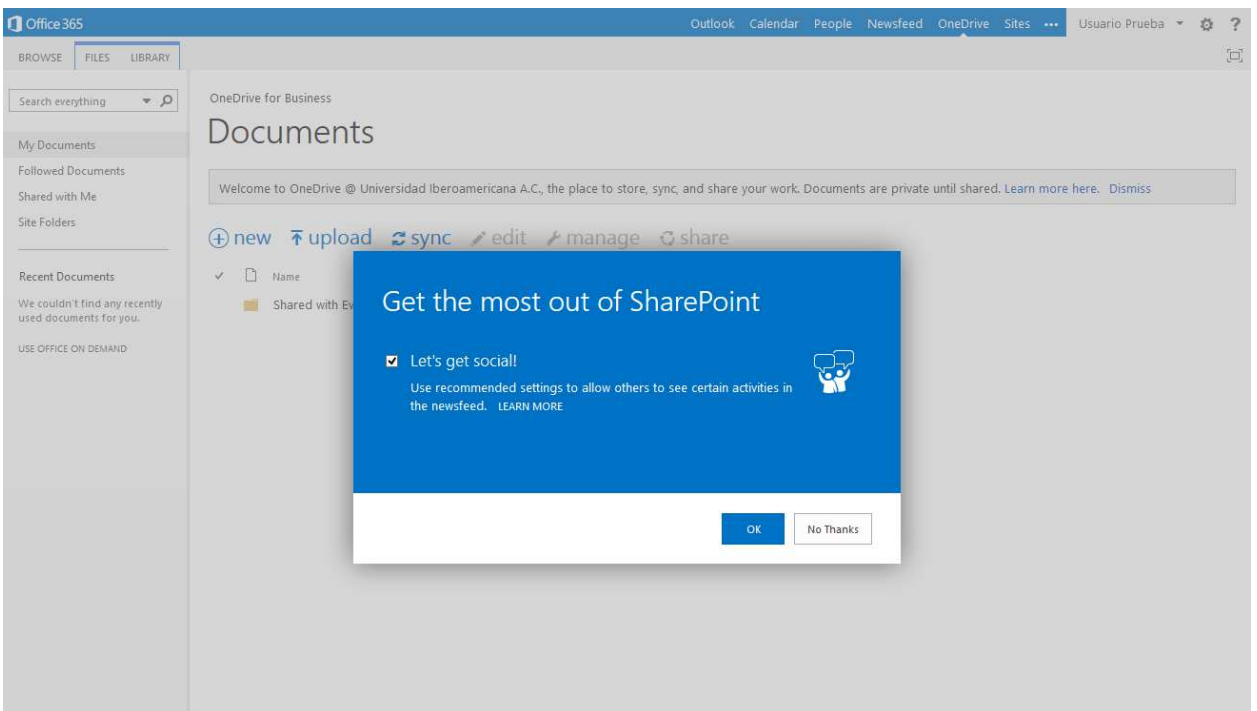 Office 365
Outlook Calendar People Newsfeed OneDrive Sites ••• Usuario Prueba ?
BROWSE FILES LIBRARY
Search everything
OneDrive for Business
Documents
My Documents
Followed Documents
Shared with Me
Site Folders
Welcome to OneDrive @ Universidad Iberoamericana A.C., the place to store, sync, and share your work. Documents are private until shared. Learn more here. Dismiss
new upload sync edit manage share
Recent Documents
We couldn't find any recently
used documents for you.
USE OFFICE ON DEMAND
Name
Shared with Ev
Get the most out of SharePoint
Let's get social!
Use recommended settings to allow others to see certain activities in
the newsfeed. LEARN MORE
OK No Thanks